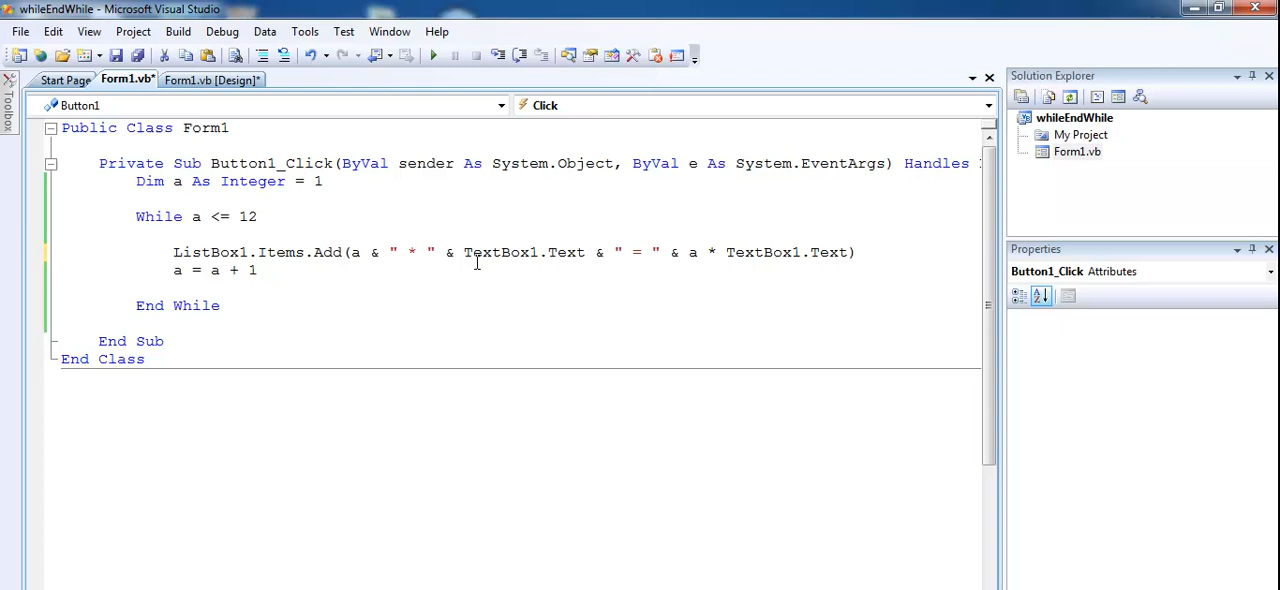 whileEndWhile - Microsoft Visual Studio
File Edit View Project Build Debug Data Tools Test Window Help
Start Page Form1.vb* Form1.vb [Design]*
Toolbox
Button1 Click
Public Class Form1
Private Sub Button1_Click(ByVal sender As System.Object, ByVal e As System.EventArgs) Handles
Dim a As Integer = 1
While a <= 12
ListBox1.Items.Add(a & " * " & TextBox1.Text & " = " & a * TextBox1.Text)
a = a + 1
End While
End Sub
End Class
Solution Explorer
whileEndWhile
My Project
Form1.vb
Properties
Button1_Click Attributes